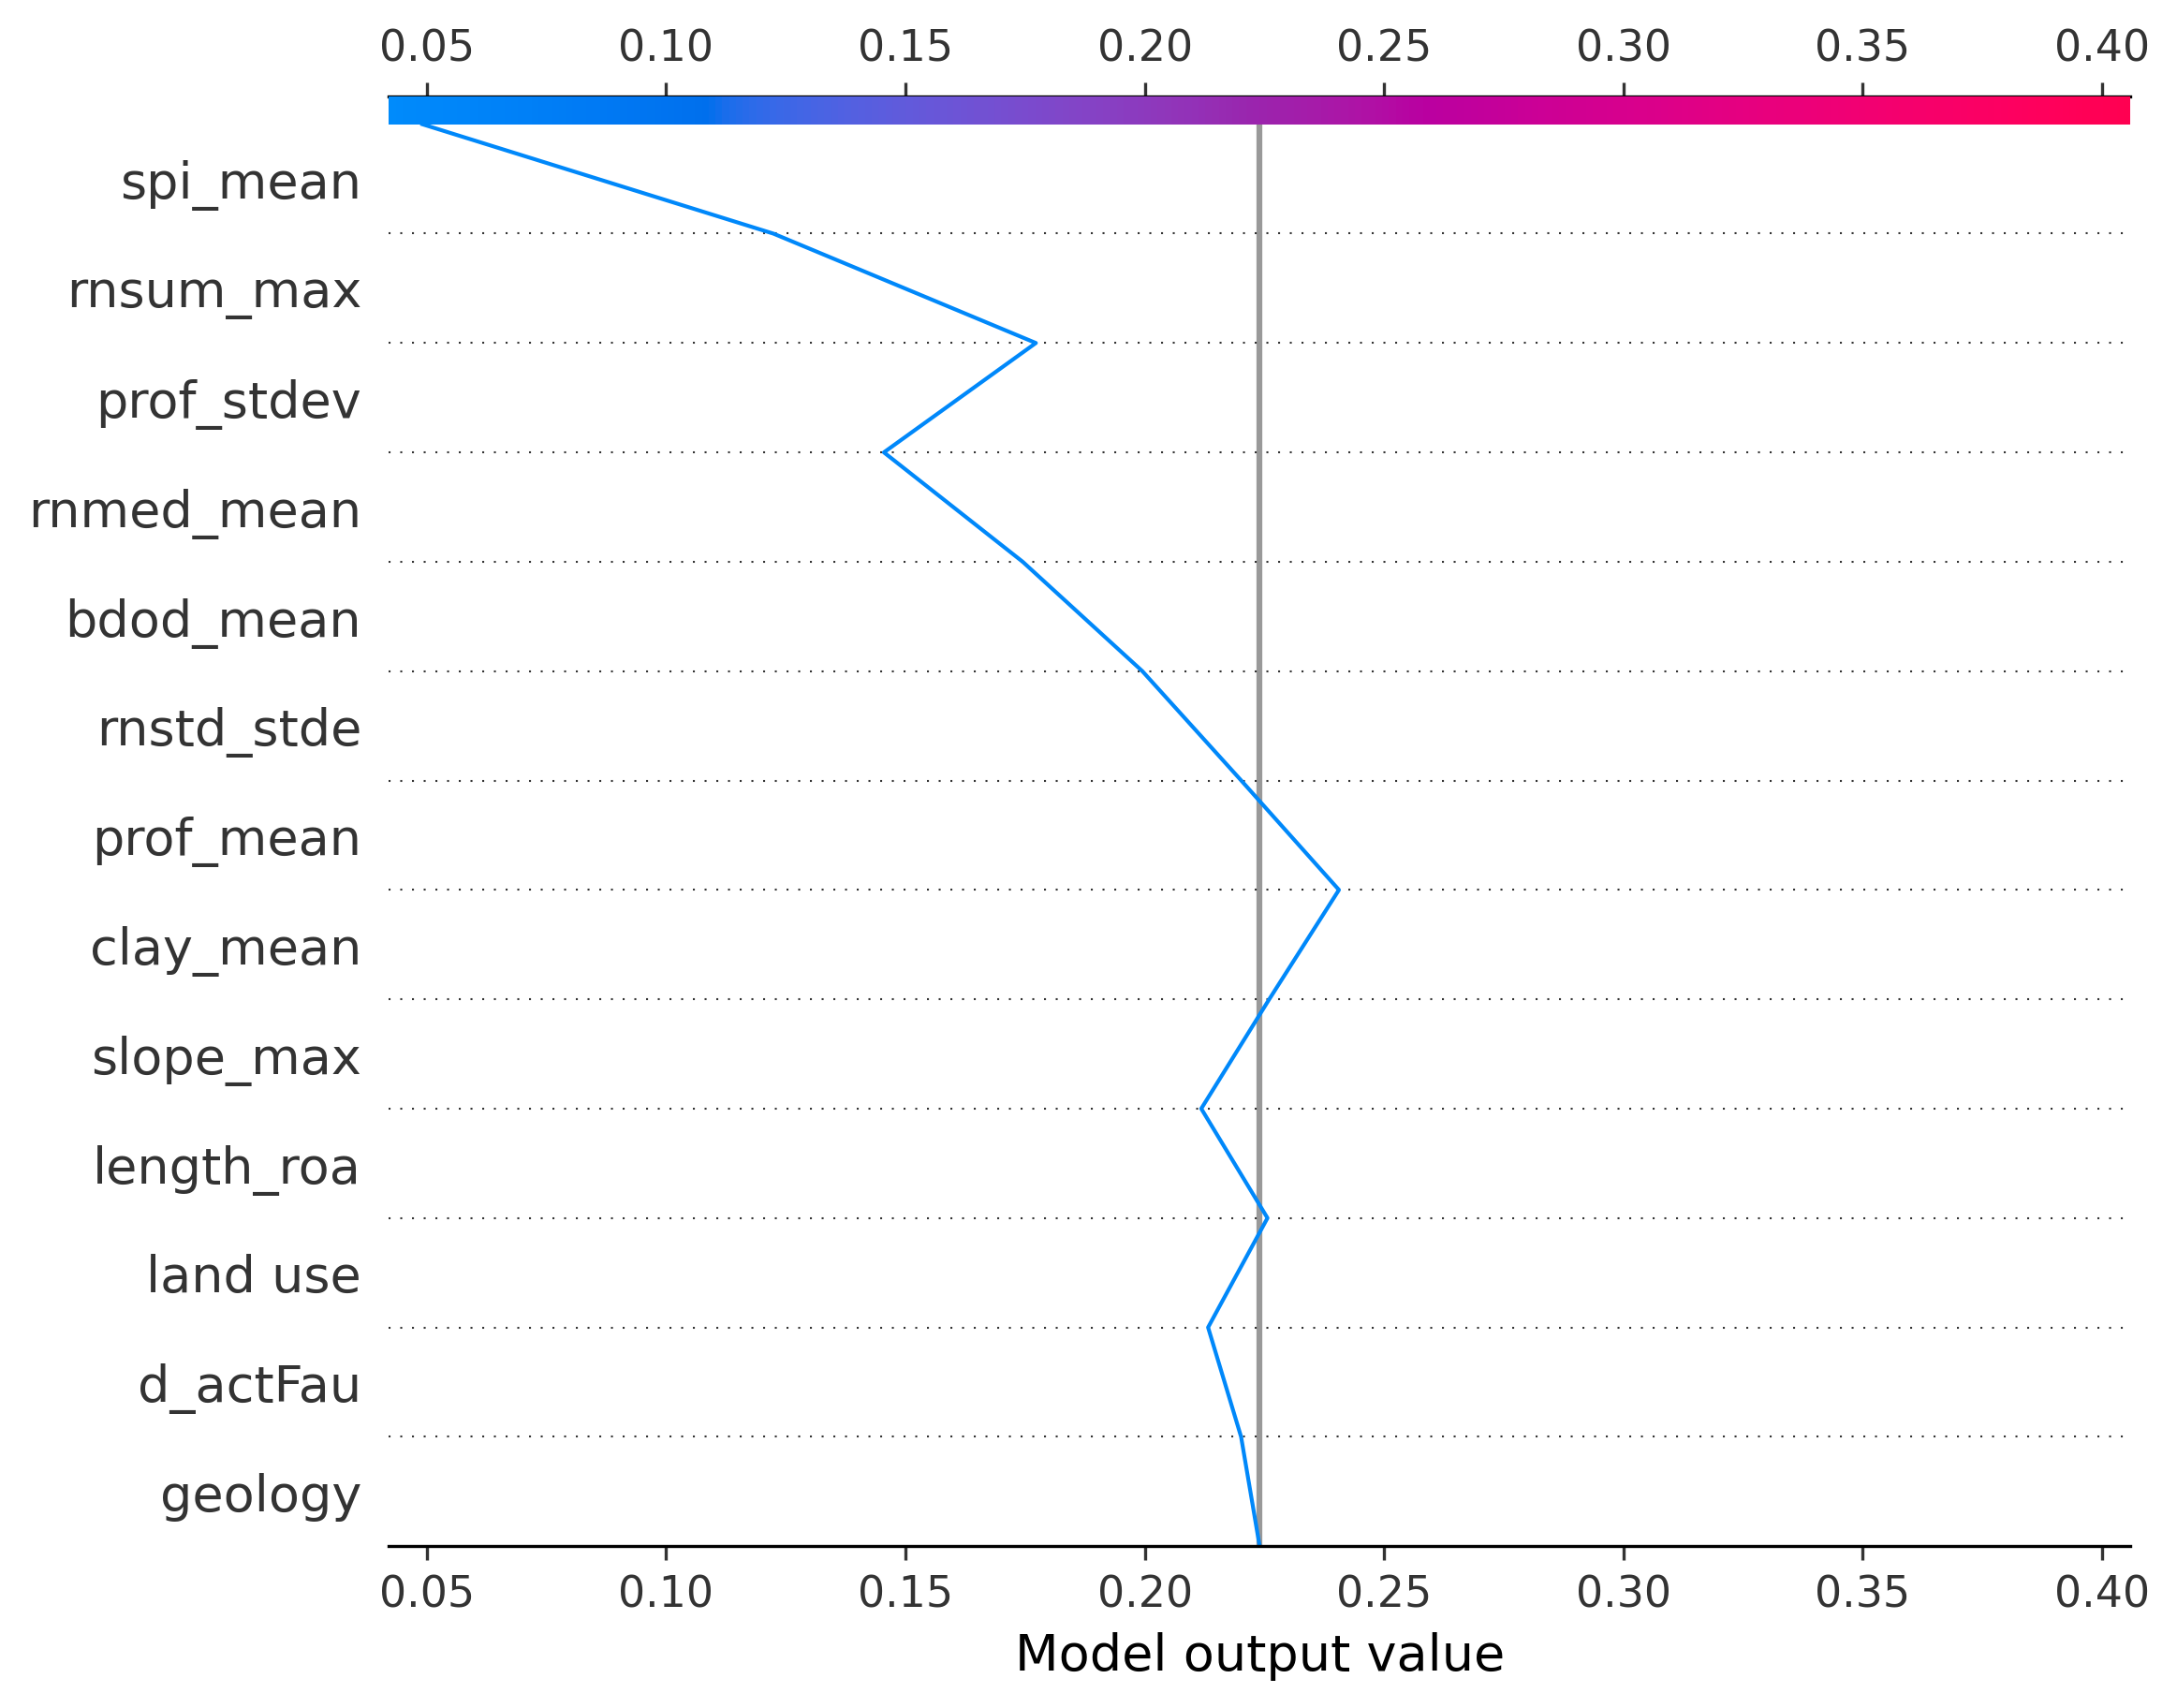 0.05 0.10 0.15 0.20 0.25 0.30 0.35 0.40
spi_mean
rnsum_max
prof_stdev
rnmed_mean
bdod_mean
rnstd_stde
prof_mean
clay_mean
slope_max
length_roa
land use
d_actFau
geology
0.05 0.10 0.15 0.20 0.25 0.30 0.35 0.40
Model output value